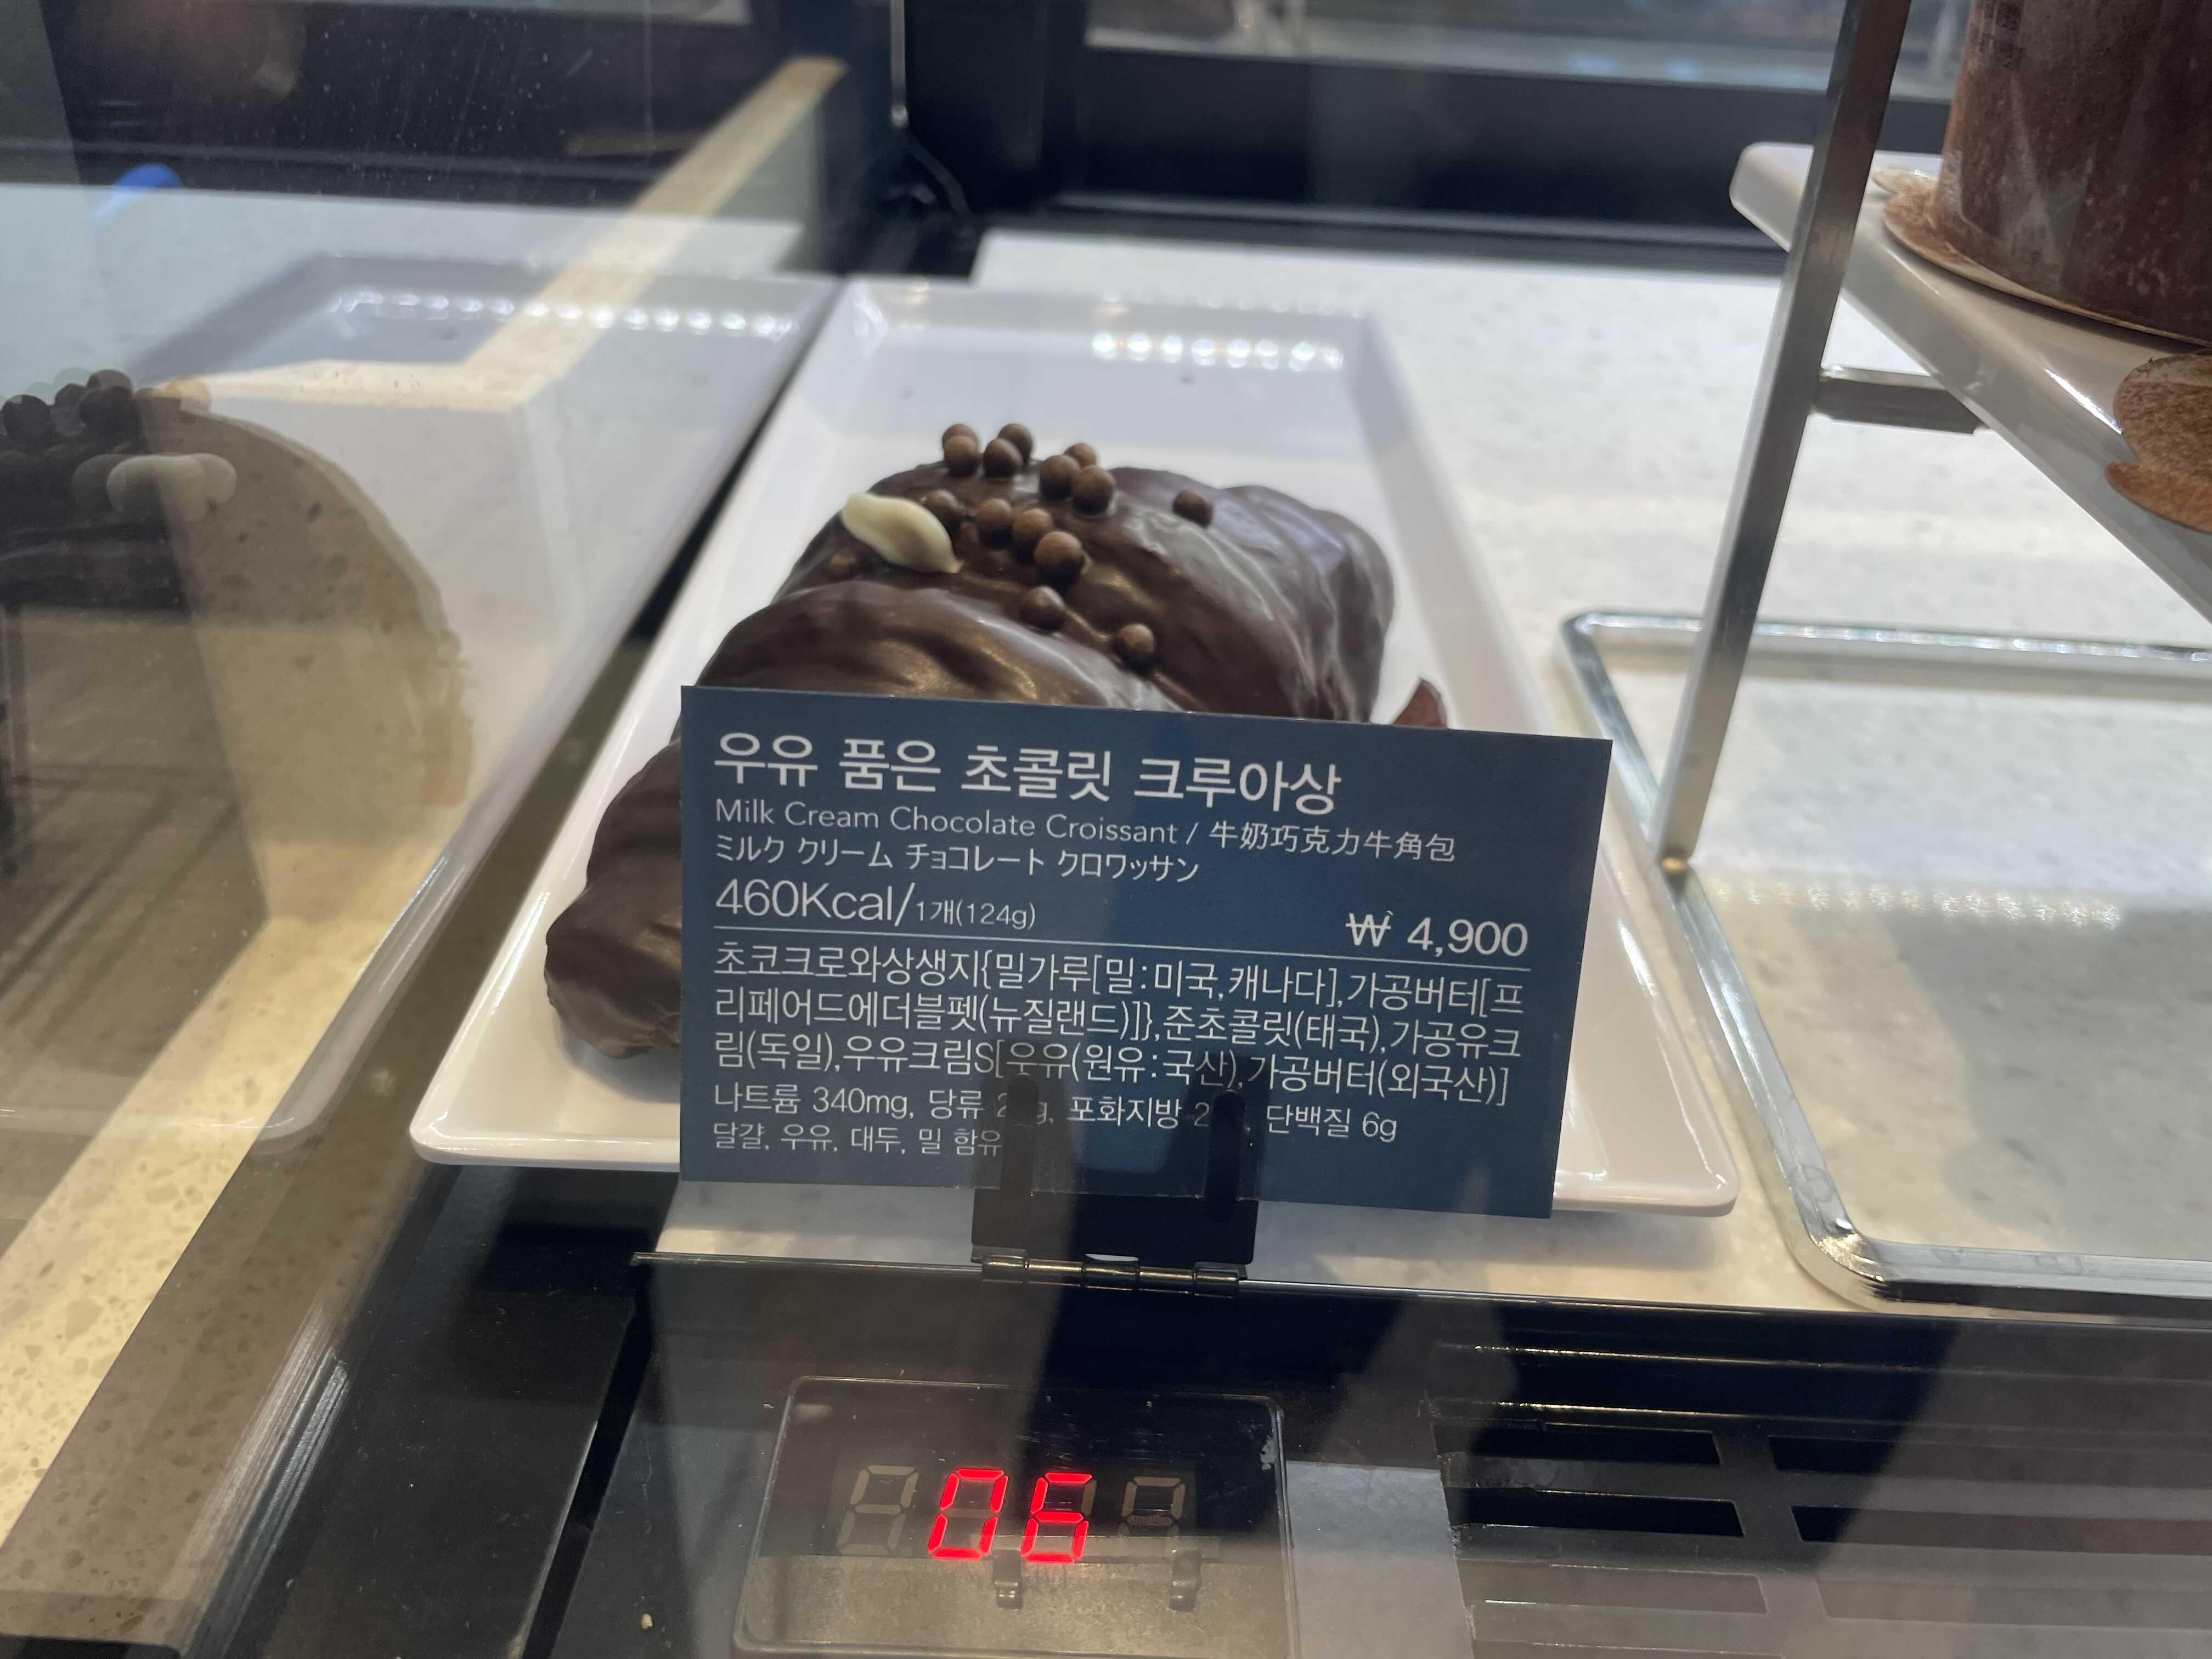 우유 품은 초콜릿 크루아상
Milk Cream Chocolate Croissant / 牛奶巧克力牛角包
ミルク クリーム チョコレート クロワッサン
460Kcal/1개(124g)
₩ 4,900
초코크로와상생지{밀가루[밀:미국,캐나다],가공버터[프
리페어드에더블펫(뉴질랜드)]},준초콜릿(태국),가공유크
림(독일),우유크림S[우유(원유:국산),가공버터(외국산)]
나트륨 340mg, 당류 포화지방 단백질 6g
달걀, 우유, 대두, 밀 함유
06